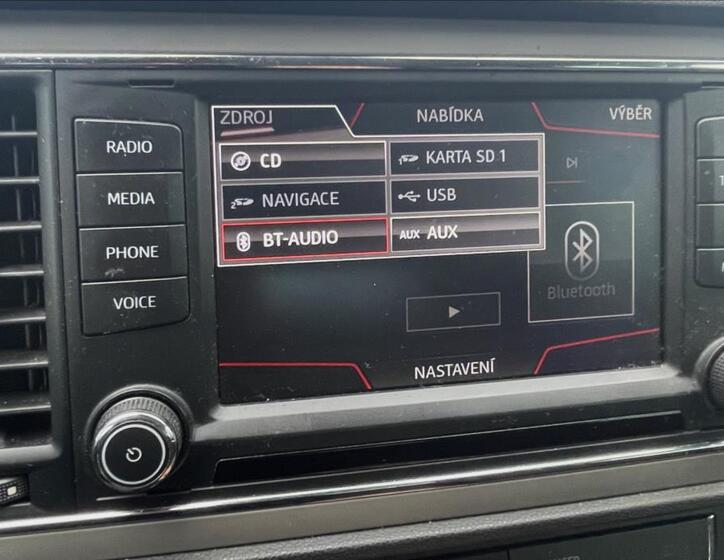 ZDROJ
NABÍDKA
VÝBĚR
CD
KARTA SD 1
2 NAVIGACE
USB
BT-AUDIO
AUX AUX
Bluetooth
NASTAVENÍ
RADIO
MEDIA
PHONE
VOICE